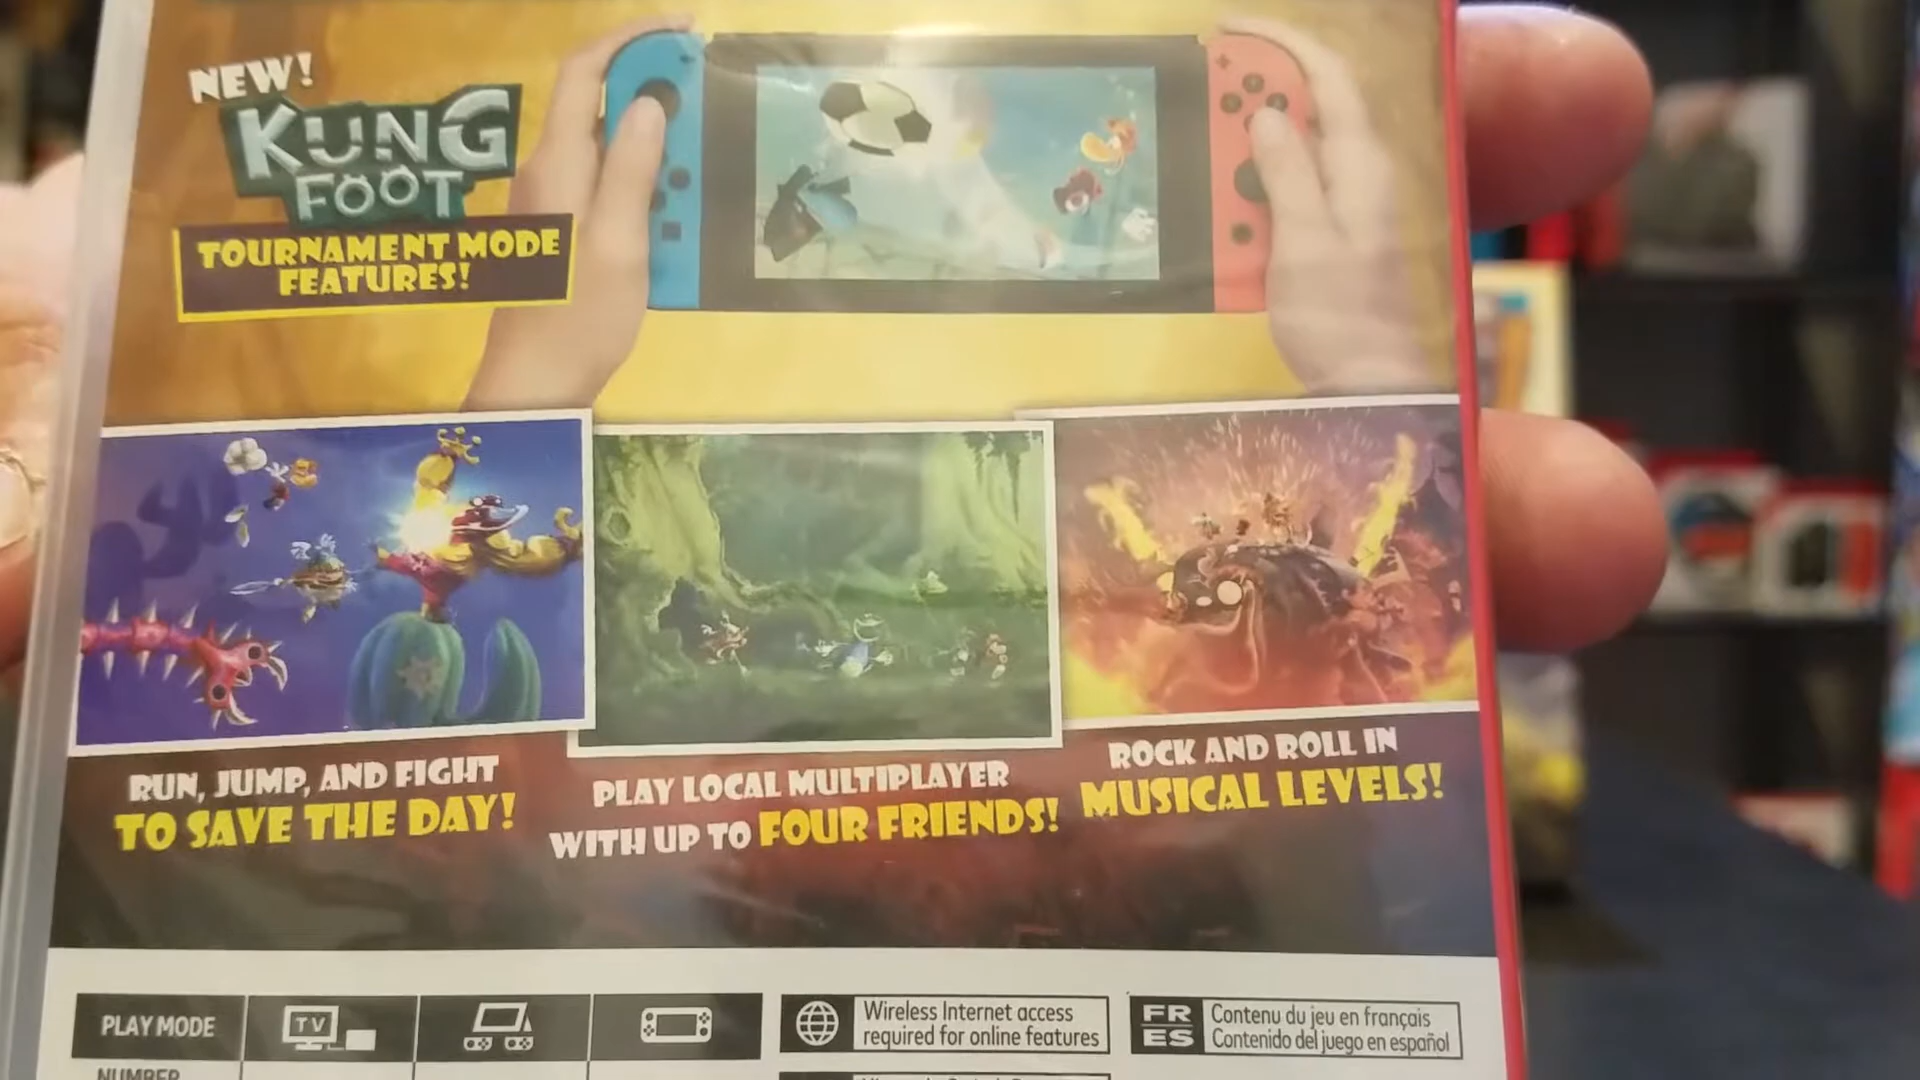 NEW!
KUNG
FOOT
TOURNAMENT MODE
FEATURES!
RUN, JUMP, AND FIGHT
TO SAVE THE DAY!
PLAY LOCAL MULTIPLAYER
WITH UP TO FOUR FRIENDS!
ROCK AND ROLL IN
MUSICAL LEVELS!
PLAY MODE
TV
Wireless Internet access
required for online features
FR
ES
Contenu du jeu en français
Contenido del juego en español
NUMBER